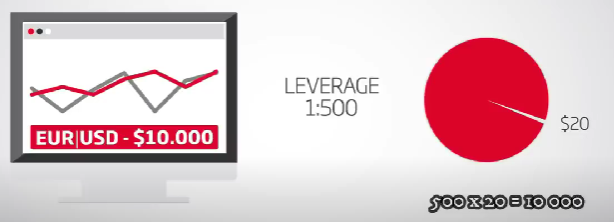 EUR|USD - $10.000
LEVERAGE
1:500
$20
500 x 20 = 10 000